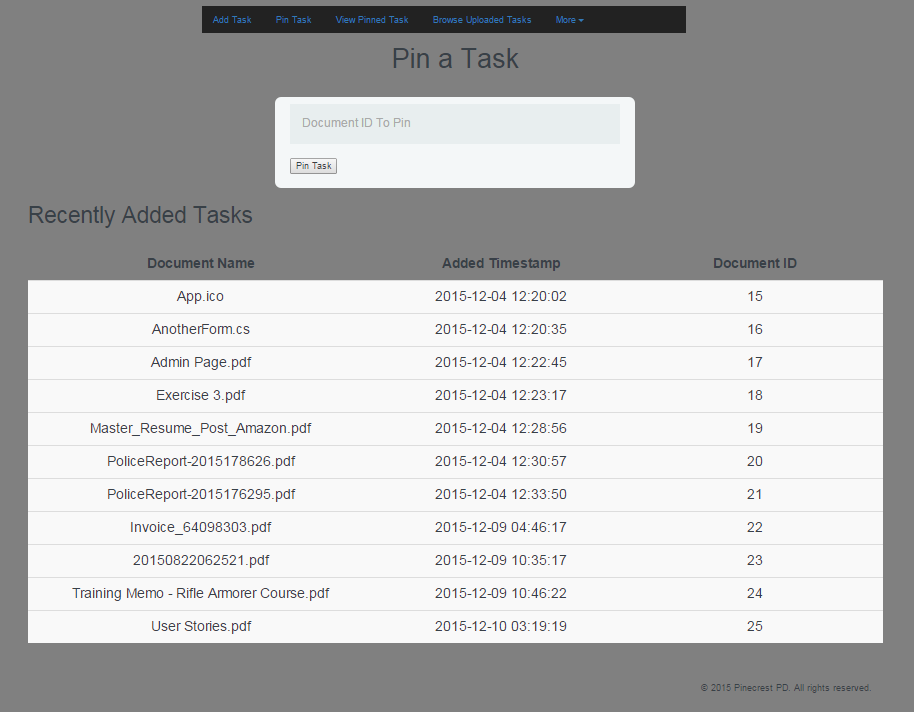 Add Task Pin Task View Pinned Task Browse Uploaded Tasks More
Pin a Task
Document ID To Pin
Pin Task
Recently Added Tasks
Document Name Added Timestamp Document ID
App.ico 2015-12-04 12:20:02 15
AnotherForm.cs 2015-12-04 12:20:35 16
Admin Page.pdf 2015-12-04 12:22:45 17
Exercise 3.pdf 2015-12-04 12:23:17 18
Master_Resume_Post_Amazon.pdf 2015-12-04 12:28:56 19
PoliceReport-2015178626.pdf 2015-12-04 12:30:57 20
PoliceReport-2015176295.pdf 2015-12-04 12:33:50 21
Invoice_64098303.pdf 2015-12-09 04:46:17 22
20150822062521.pdf 2015-12-09 10:35:17 23
Training Memo - Rifle Armorer Course.pdf 2015-12-09 10:46:22 24
User Stories.pdf 2015-12-10 03:19:19 25
© 2015 Pinecrest PD. All rights reserved.